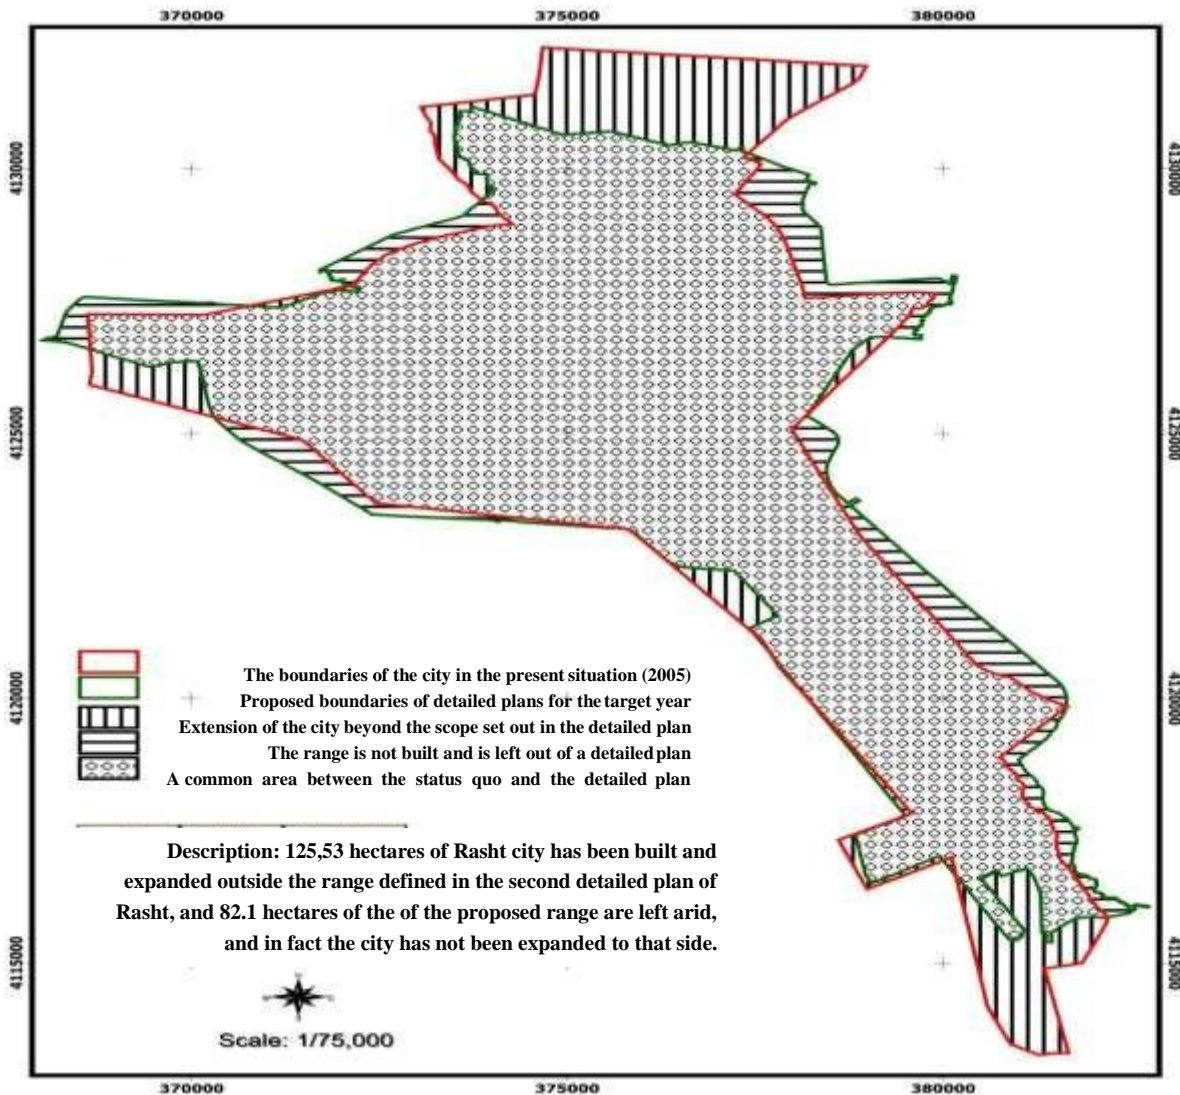 370000 375000 380000
4130000 4130000
4125000 4125000
4120000 4120000
4115000 4115000
The boundaries of the city in the present situation (2005)
Proposed boundaries of detailed plans for the target year
Extension of the city beyond the scope set out in the detailed plan
The range is not built and is left out of a detailed plan
A common area between the status quo and the detailed plan
Description: 125,53 hectares of Rasht city has been built and
expanded outside the range defined in the second detailed plan of
Rasht, and 82.1 hectares of the of the proposed range are left arid,
and in fact the city has not been expanded to that side.
Scale: 1/75,000
370000 375000 380000